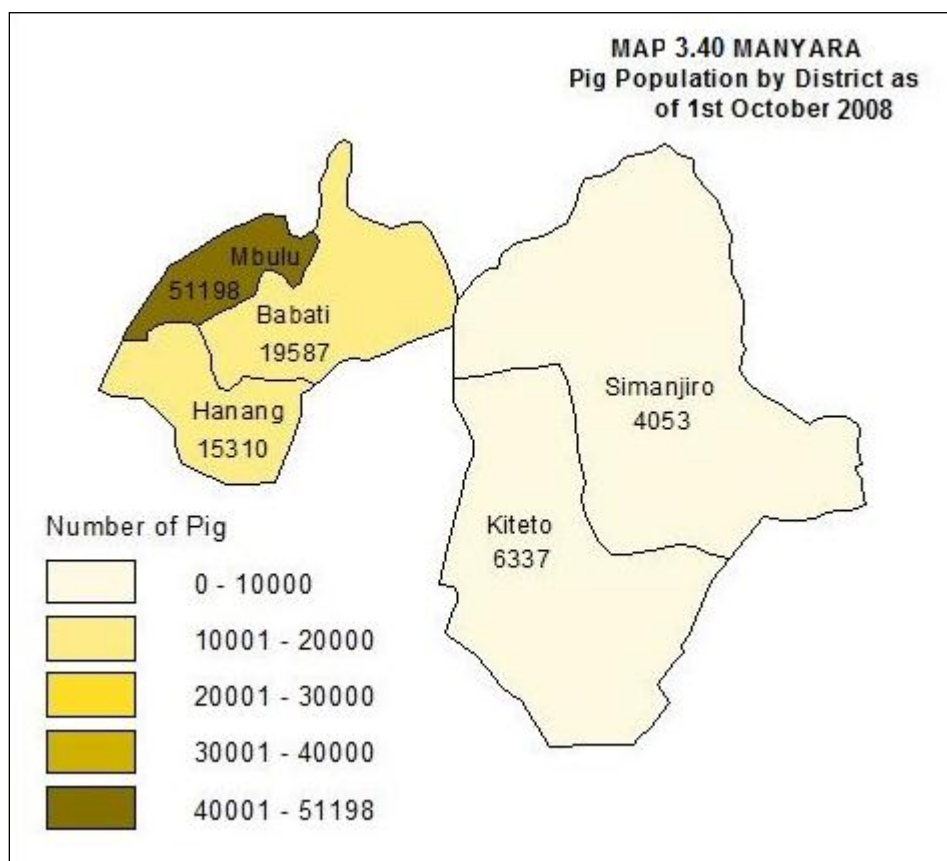 MAP 3.40 MANYARA
Pig Population by District as
of 1st October 2008
Mbulu
51198
Babati
19587
Hanang
15310
Simanjiro
4053
Kiteto
6337
Number of Pig
0 - 10000
10001 - 20000
20001 - 30000
30001 - 40000
40001 - 51198